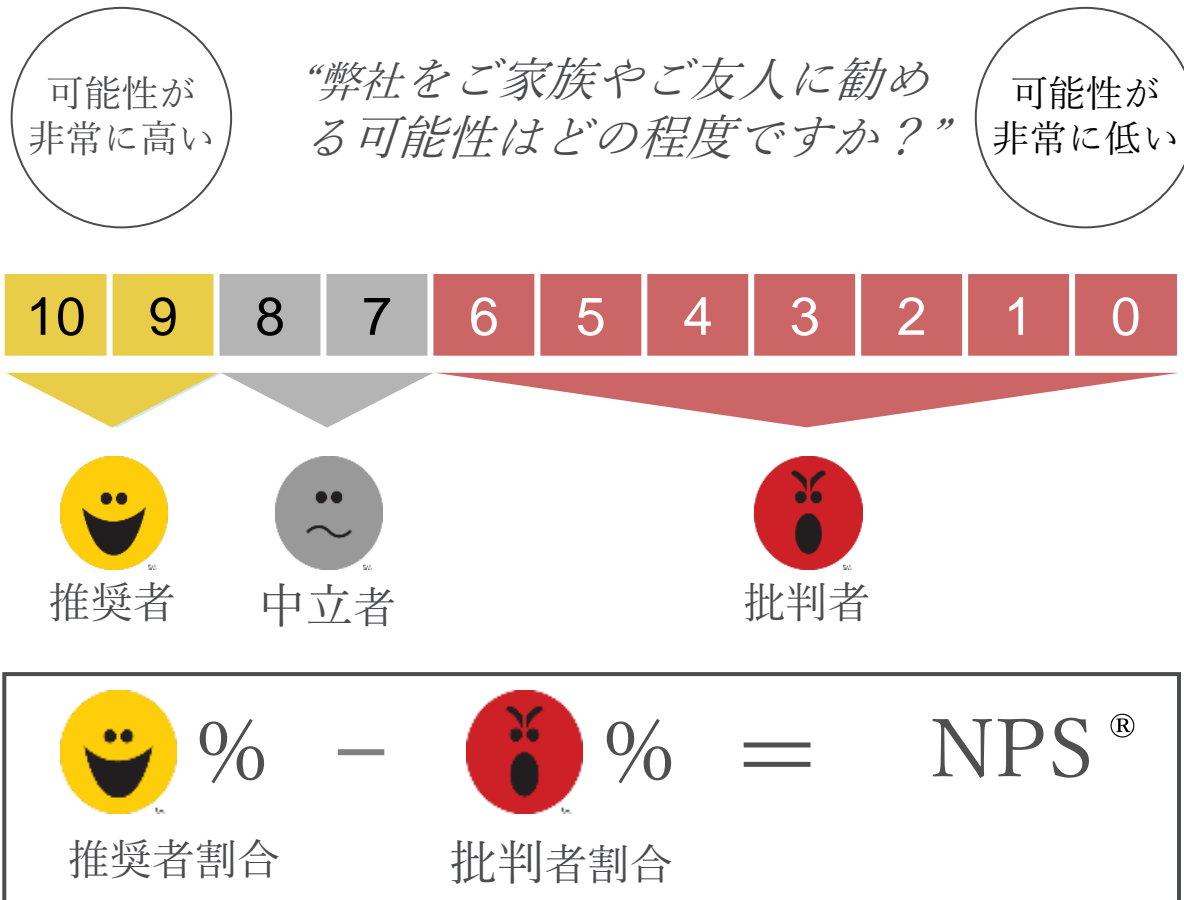 可能性が
非常に高い
“弊社をご家族やご友人に勧め
る可能性はどの程度ですか？”
可能性が
非常に低い
10 9 8 7 6 5 4 3 2 1 0
推奨者 中立者 批判者
% − % = NPS®
推奨者割合 批判者割合